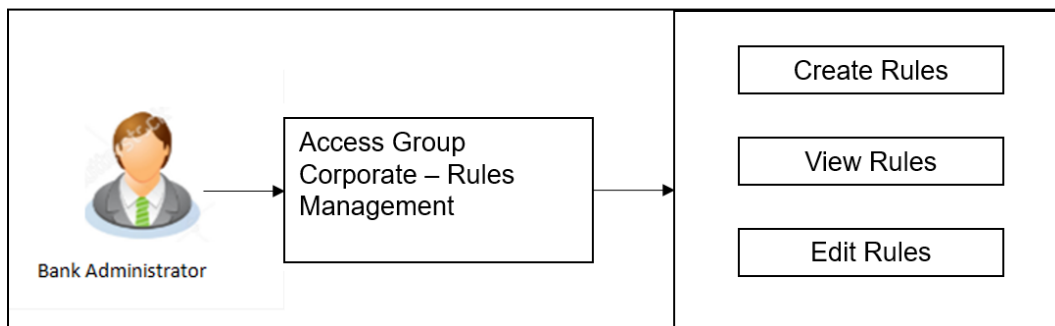 Bank Administrator
Access Group
Corporate – Rules
Management
Create Rules
View Rules
Edit Rules